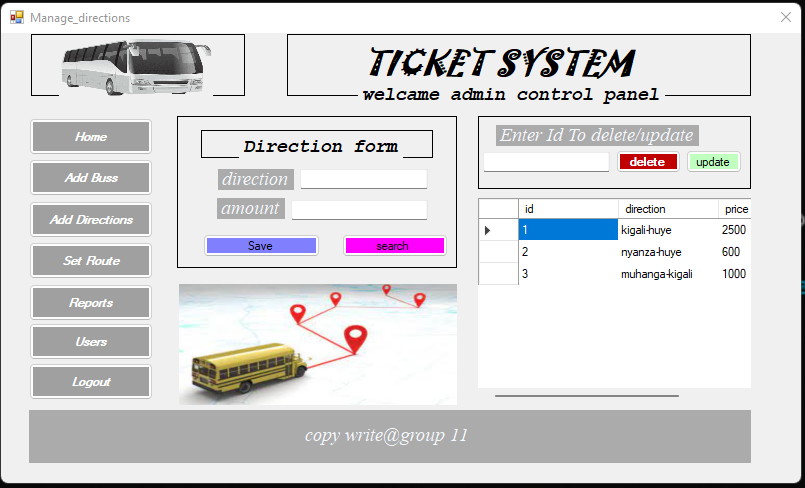 Manage_directions
TICKET SYSTEM
welcame admin control panel
Home
Add Buss
Add Directions
Set Route
Reports
Users
Logout
Direction form
direction
amount
Save search
Enter Id To delete/update
delete update
id direction price
1 kigali-huye 2500
2 nyanza-huye 600
3 muhanga-kigali 1000
copy write@group 11